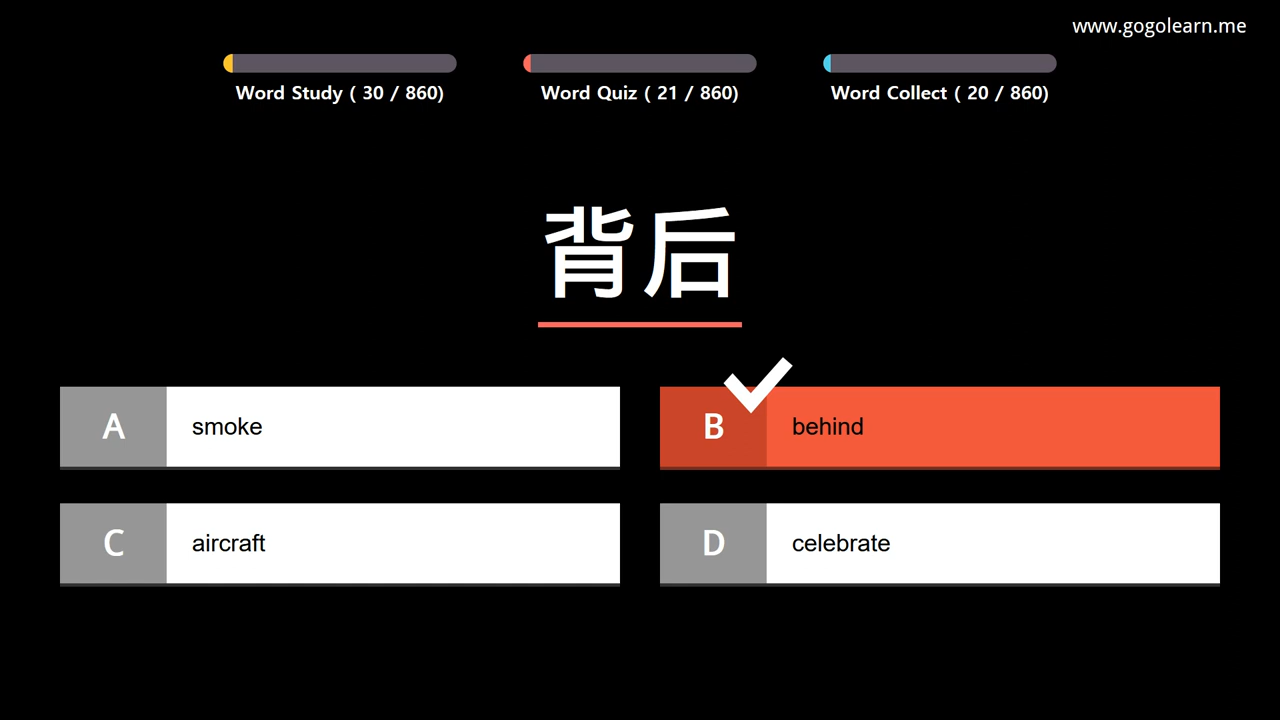 www.gogolearn.me
Word Study ( 30 / 860)
Word Quiz ( 21 / 860)
Word Collect ( 20 / 860)
背后
A smoke
B behind
C aircraft
D celebrate